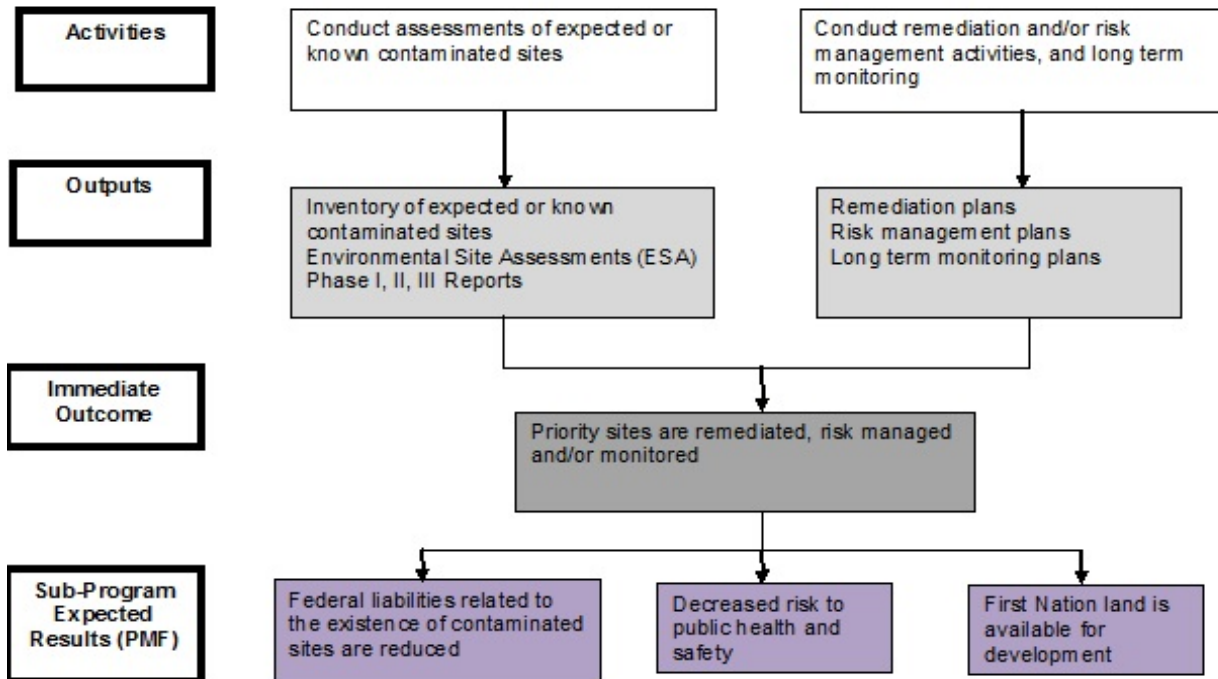 Activities
Conduct assessments of expected or
known contaminated sites
Conduct remediation and/or risk
management activities, and long term
monitoring
Outputs
Inventory of expected or known
contaminated sites
Environmental Site Assessments (ESA)
Phase I, II, III Reports
Remediation plans
Risk management plans
Long term monitoring plans
Immediate
Outcome
Priority sites are remediated, risk managed
and/or monitored
Sub-Program
Expected
Results (PMF)
Federal liabilities related to
the existence of contaminated
sites are reduced
Decreased risk to
public health and
safety
First Nation land is
available for
development